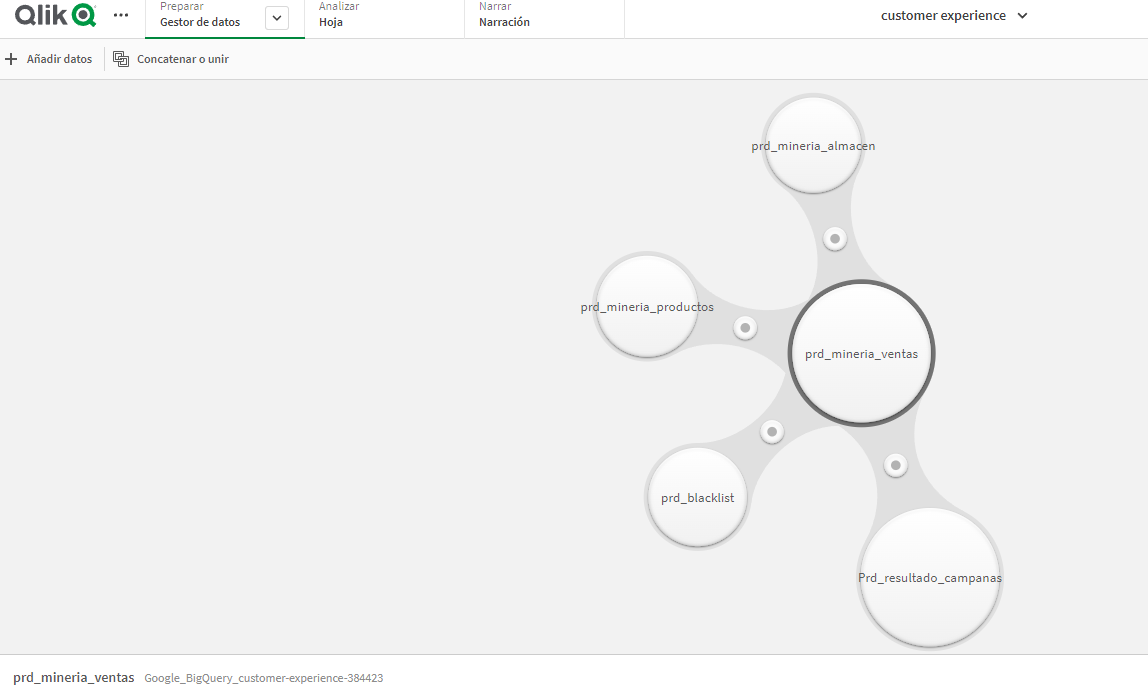 Qlik
Preparar
Gestor de datos
Analizar
Hoja
Narrar
Narración
customer experience
Añadir datos
Concatenar o unir
prd_mineria_almacen
prd_mineria_productos
prd_mineria_ventas
prd_blacklist
Prd_resultado_campanas
prd_mineria_ventas Google_BigQuery_customer-experience-384423